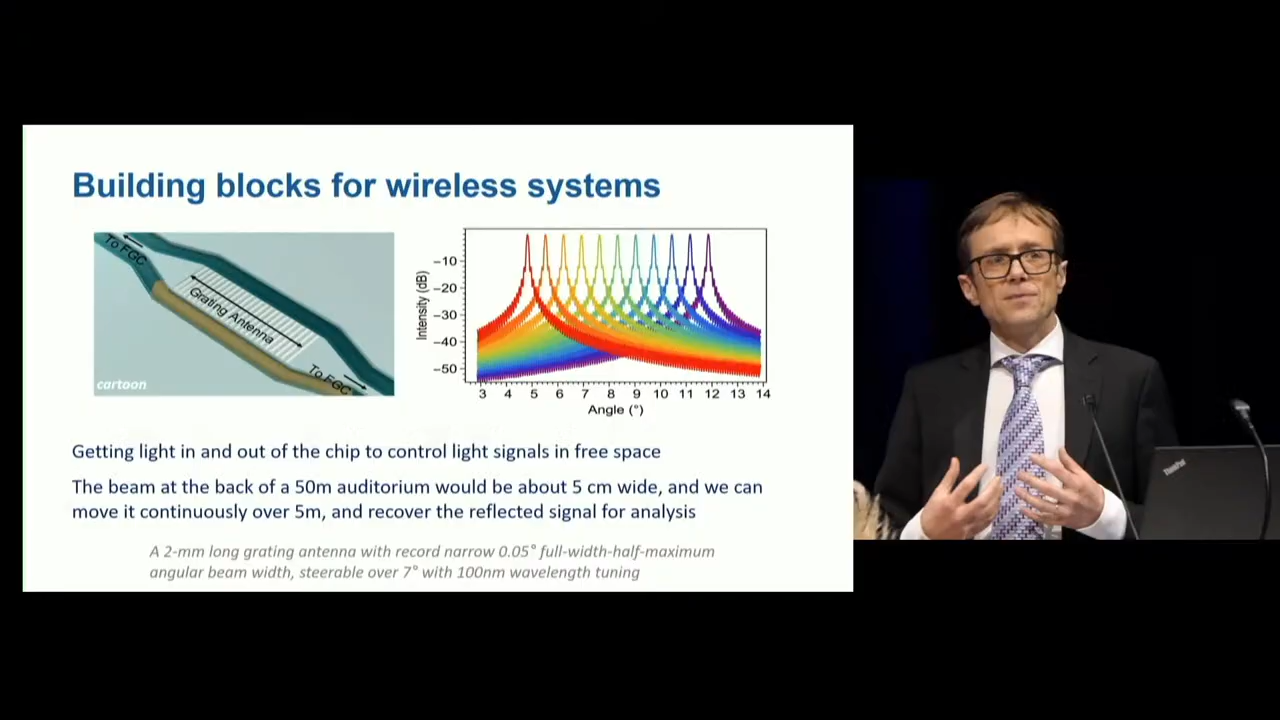 Building blocks for wireless systems
To FGC
Grating Antenna
To FGC
cartoon
Intensity (dB)
−10
−20
−30
−40
−50
3 4 5 6 7 8 9 10 11 12 13 14
Angle (°)
Getting light in and out of the chip to control light signals in free space
The beam at the back of a 50m auditorium would be about 5 cm wide, and we can
move it continuously over 5m, and recover the reflected signal for analysis
A 2-mm long grating antenna with record narrow 0.05° full-width-half-maximum
angular beam width, steerable over 7° with 100nm wavelength tuning
ThinkPad